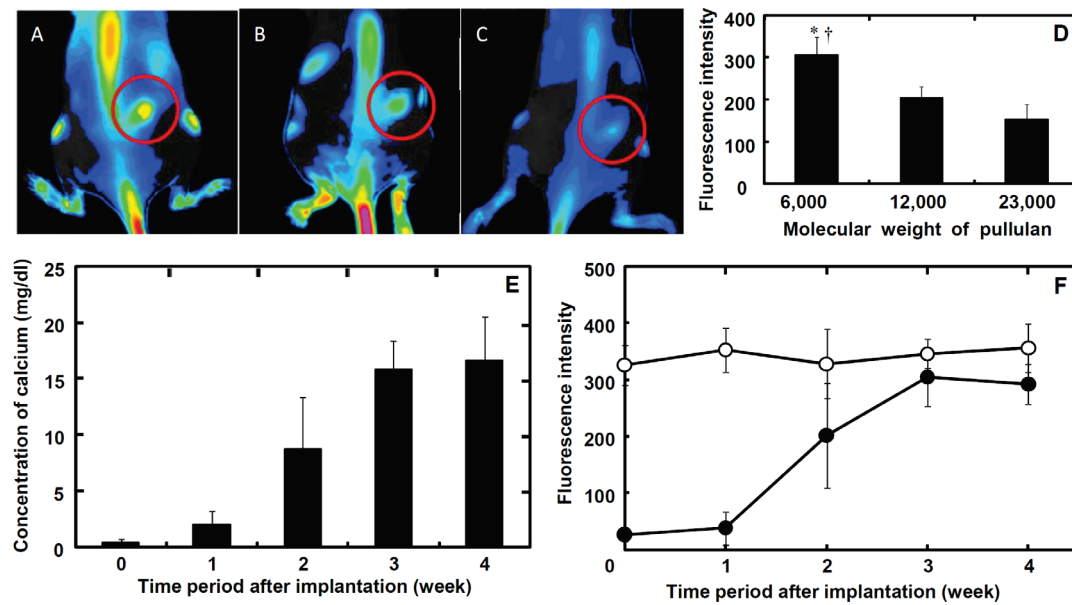 A
B
C
D
Fluorescence intensity
400
300
200
100
0
* †
6,000 12,000 23,000
Molecular weight of pullulan
E
Concentration of calcium (mg/dl)
25
20
15
10
5
0
0 1 2 3 4
Time period after implantation (week)
F
Fluorescence intensity
500
400
300
200
100
0 1 2 3 4
Time period after implantation (week)